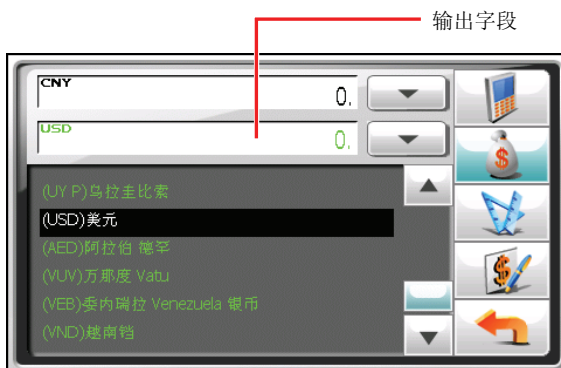 输出字段
CNY
0.
USD
0.
(UY P)乌拉圭比索
(USD)美元
(AED)阿拉伯 德罕
(VUV)万那度 Vatu
(VEB)委内瑞拉 Venezuela 银币
(VND)越南铛